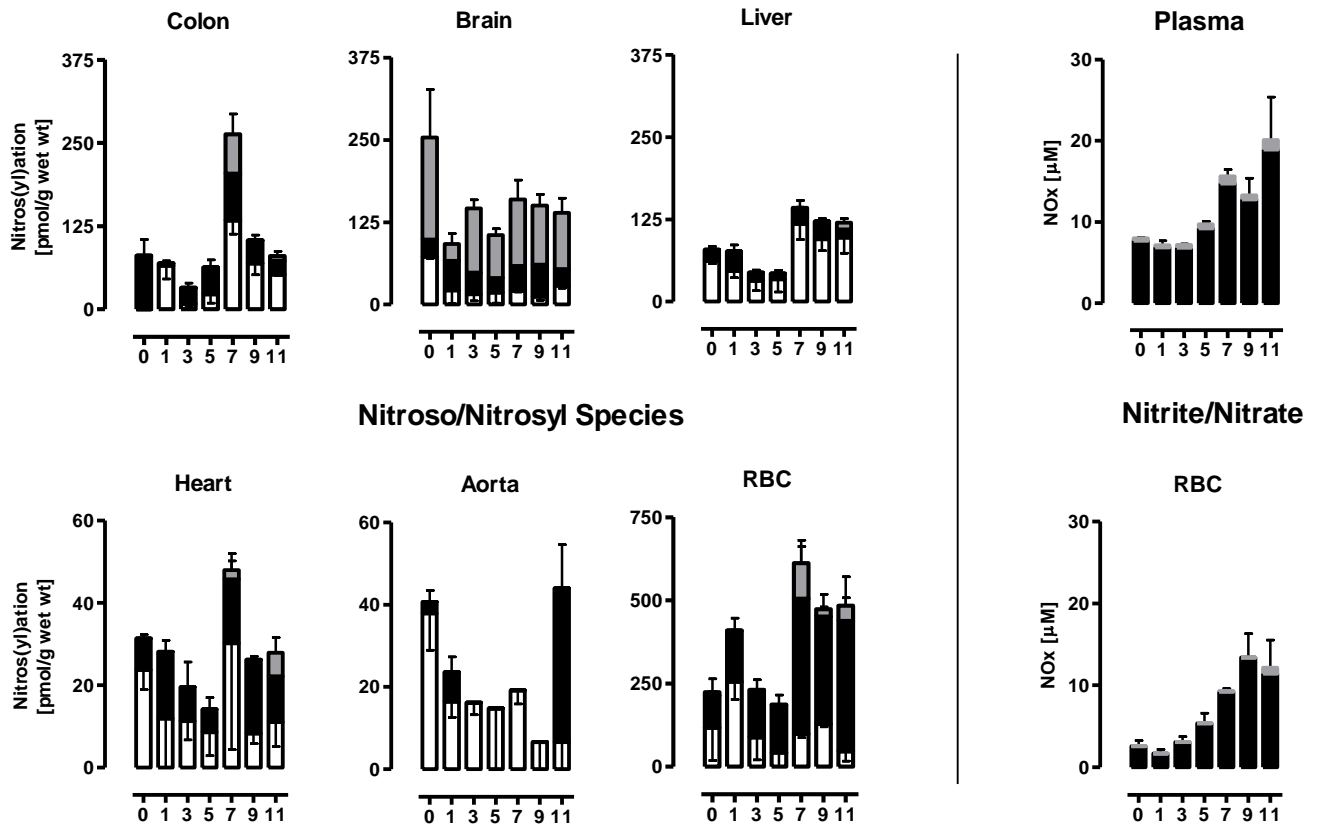 Colon
Brain
Liver
Plasma
Nitros(yl)ation
[pmol/g wet wt]
375
250
125
0
0 1 3 5 7 9 11
375
250
125
0
0 1 3 5 7 9 11
375
250
125
0
0 1 3 5 7 9 11
NOx [µM]
30
20
10
0
0 1 3 5 7 9 11
Nitroso/Nitrosyl Species
Nitrite/Nitrate
Heart
Aorta
RBC
RBC
Nitros(yl)ation
[pmol/g wet wt]
60
40
20
0
0 1 3 5 7 9 11
60
40
20
0
0 1 3 5 7 9 11
750
500
250
0
0 1 3 5 7 9 11
NOx [µM]
30
20
10
0
0 1 3 5 7 9 11